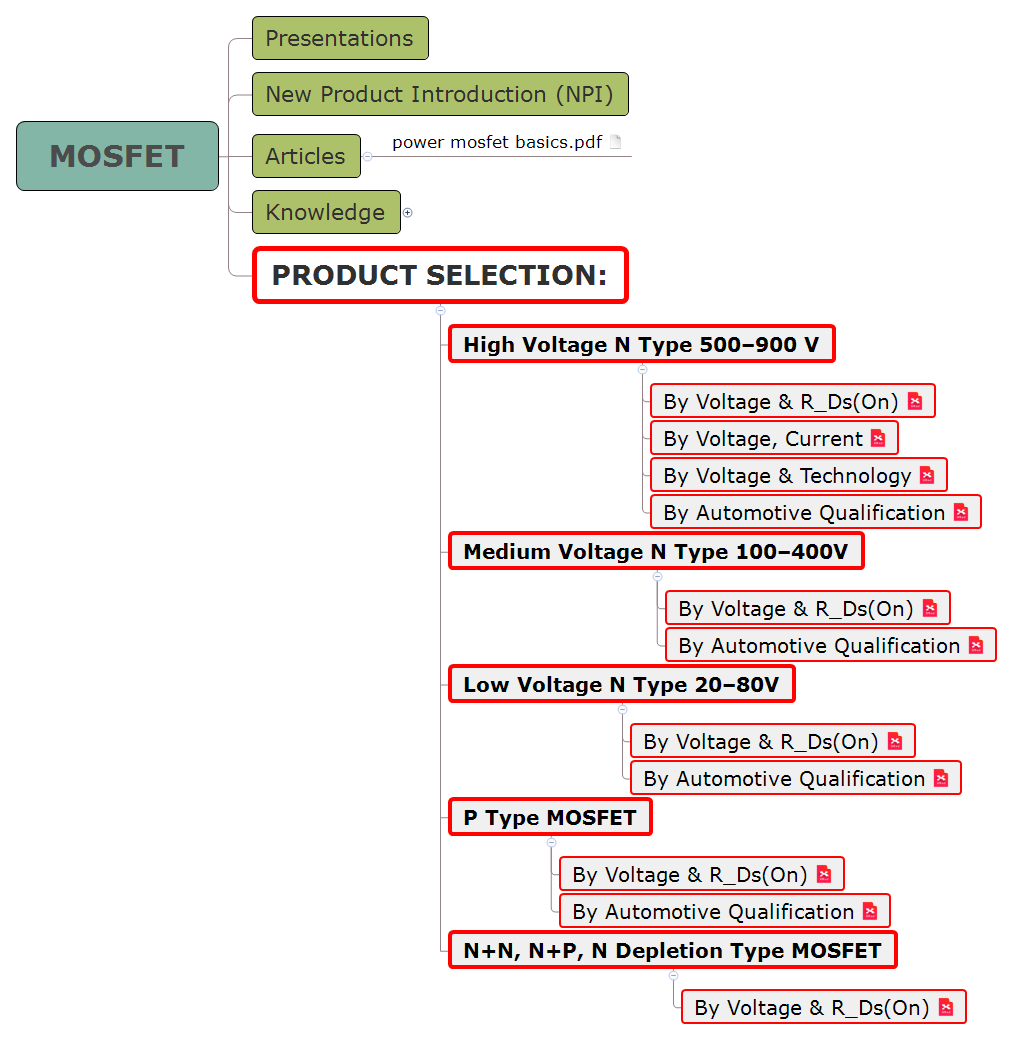 MOSFET
Presentations
New Product Introduction (NPI)
Articles
power mosfet basics.pdf
Knowledge
PRODUCT SELECTION:
High Voltage N Type 500–900 V
By Voltage & R_Ds(On)
By Voltage, Current
By Voltage & Technology
By Automotive Qualification
Medium Voltage N Type 100–400V
By Voltage & R_Ds(On)
By Automotive Qualification
Low Voltage N Type 20–80V
By Voltage & R_Ds(On)
By Automotive Qualification
P Type MOSFET
By Voltage & R_Ds(On)
By Automotive Qualification
N+N, N+P, N Depletion Type MOSFET
By Voltage & R_Ds(On)